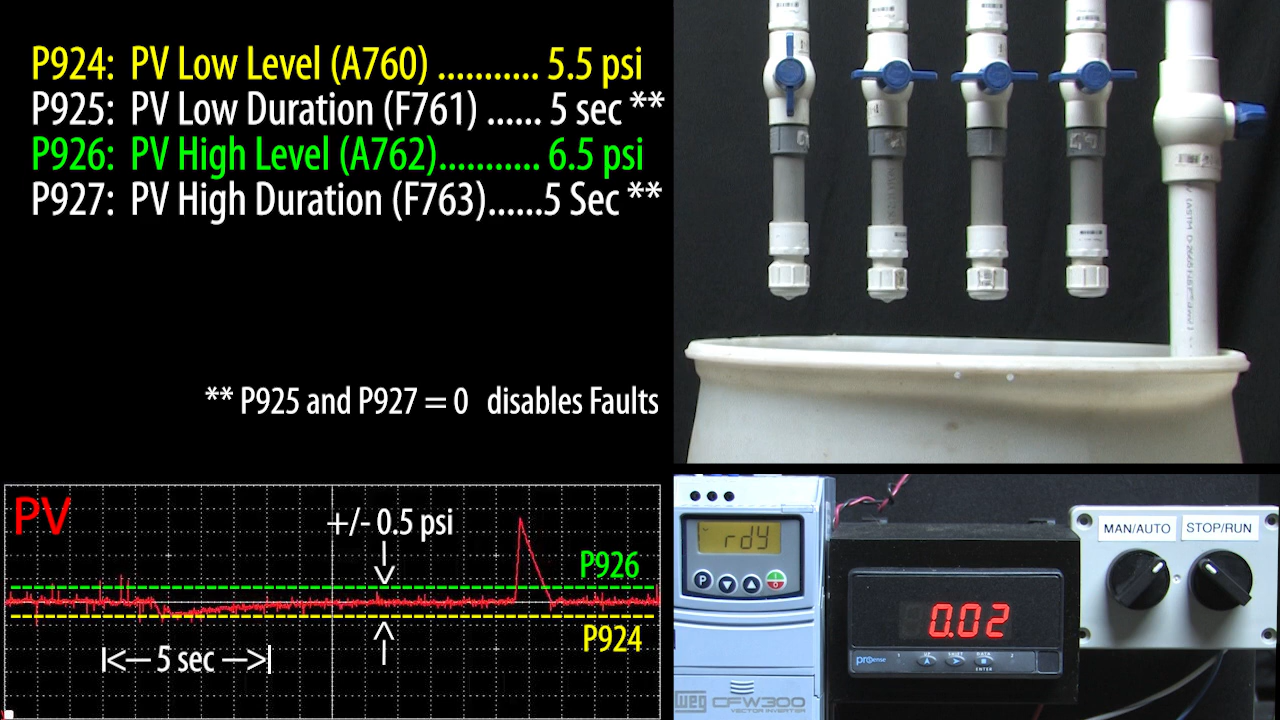 P924: PV Low Level (A760) ........... 5.5 psi
P925: PV Low Duration (F761) ...... 5 sec **
P926: PV High Level (A762)........... 6.5 psi
P927: PV High Duration (F763)......5 Sec **
** P925 and P927 = 0 disables Faults
PV
+/- 0.5 psi
P926
P924
5 sec
rdy
P
0.02
MAN/AUTO
STOP/RUN
prosense
ENTER
weg CFW300
VECTOR INVERTER